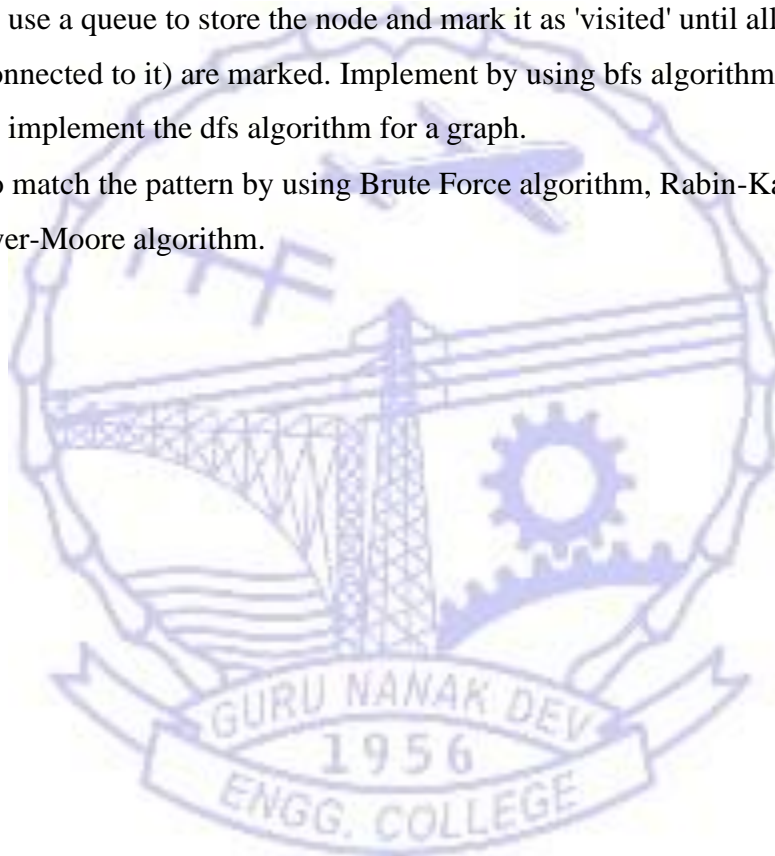 use a queue to store the node and mark it as 'visited' until all
onnected to it) are marked. Implement by using bfs algorithm
implement the dfs algorithm for a graph.
o match the pattern by using Brute Force algorithm, Rabin-Ka
yer-Moore algorithm.
GURU NANAK DEV
1956
ENGG. COLLEGE